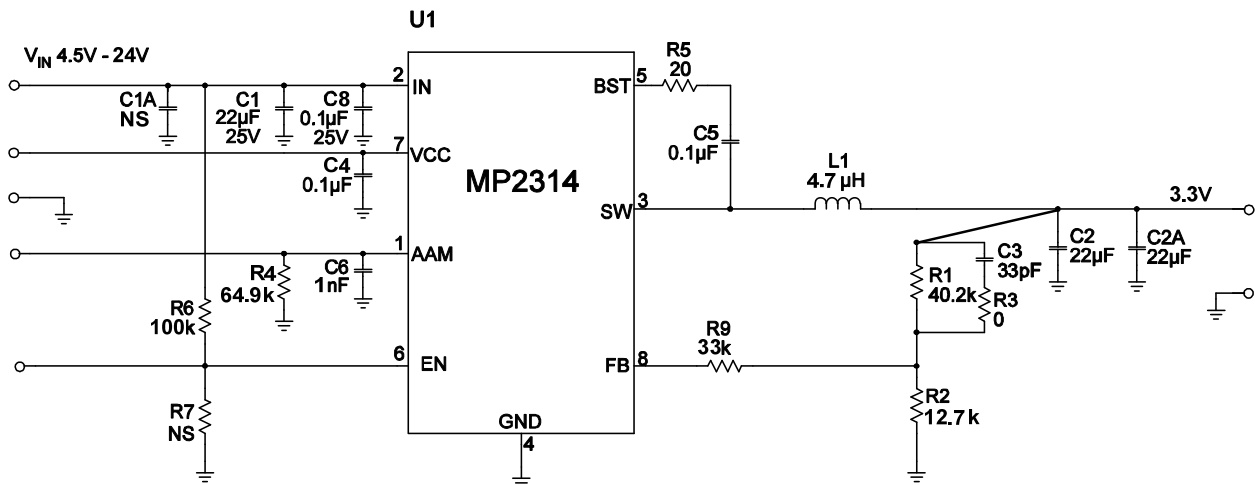 U1
V_IN 4.5V - 24V
C1A
NS
C1
22µF
25V
C8
0.1µF
25V
2
IN
7
VCC
C4
0.1µF
1
AAM
R4
64.9k
C6
1nF
R6
100k
6
EN
R7
NS
MP2314
GND
4
BST
5
R5
20
C5
0.1µF
SW
3
L1
4.7 µH
3.3V
C2
22µF
C2A
22µF
C3
33pF
R1
40.2k
R3
0
FB
8
R9
33k
R2
12.7k